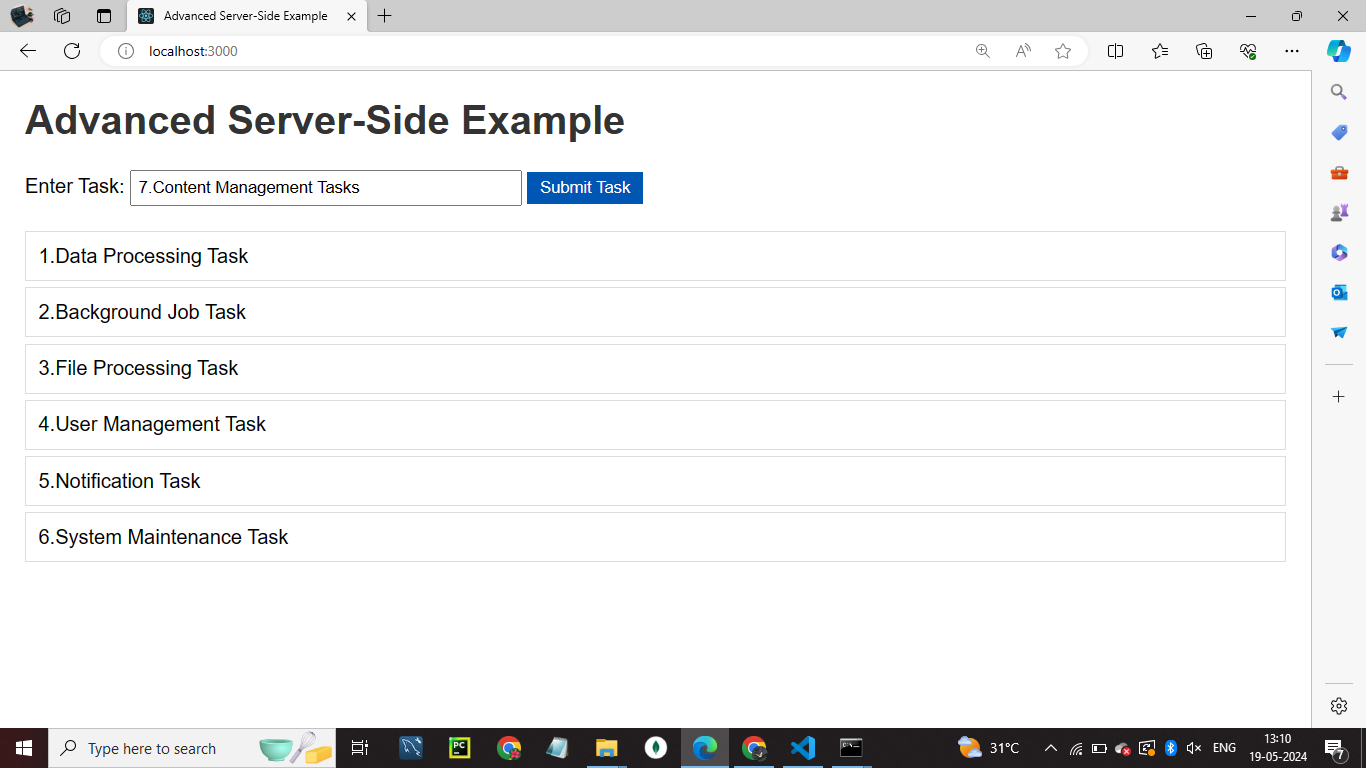 Advanced Server-Side Example
localhost:3000
Advanced Server-Side Example
Enter Task: 7.Content Management Tasks Submit Task
1.Data Processing Task
2.Background Job Task
3.File Processing Task
4.User Management Task
5.Notification Task
6.System Maintenance Task
Type here to search
PC
31°C
ENG
13:10
19-05-2024
7